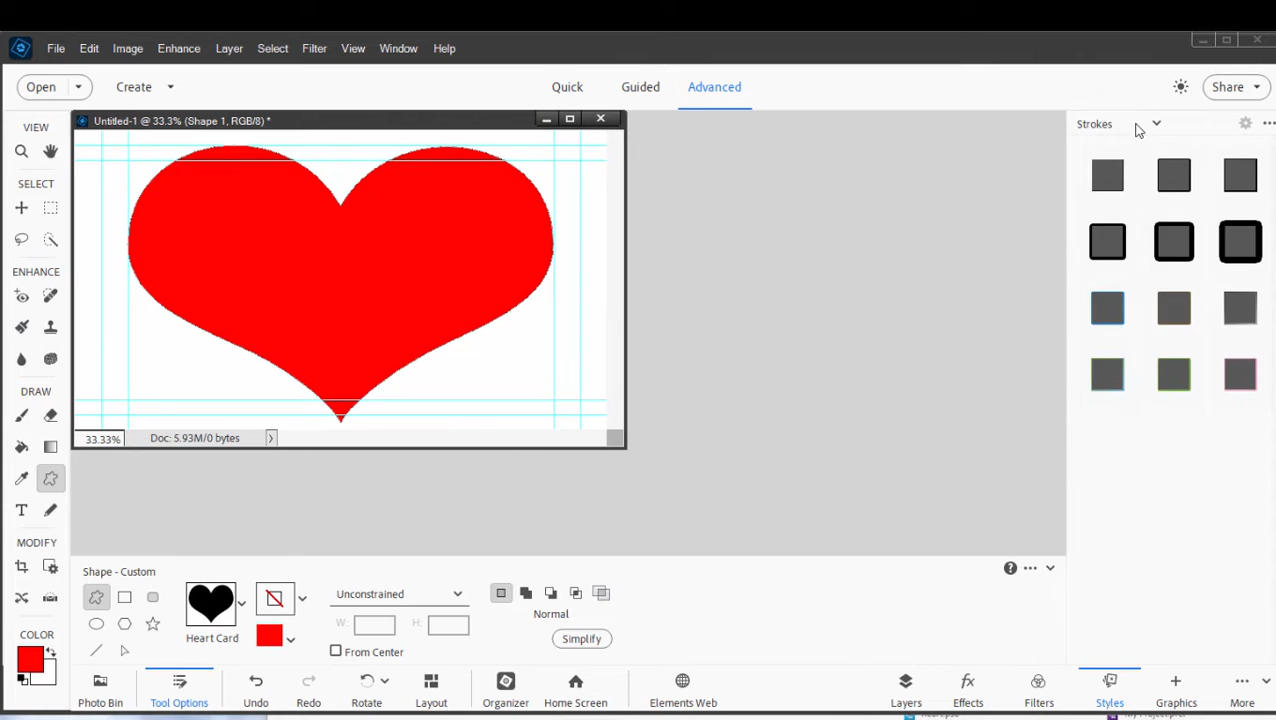 File Edit Image Enhance Layer Select Filter View Window Help
Open Create Quick Guided Advanced Share
VIEW
Untitled-1 @ 33.3% (Shape 1, RGB/8) *
Strokes
SELECT
ENHANCE
DRAW
33.33% Doc: 5.93M/0 bytes
MODIFY
Shape - Custom
Unconstrained
W: H:
Normal
Heart Card
Simplify
From Center
COLOR
Photo Bin Tool Options Undo Redo Rotate Layout Organizer Home Screen Elements Web Layers Effects Filters Styles Graphics More